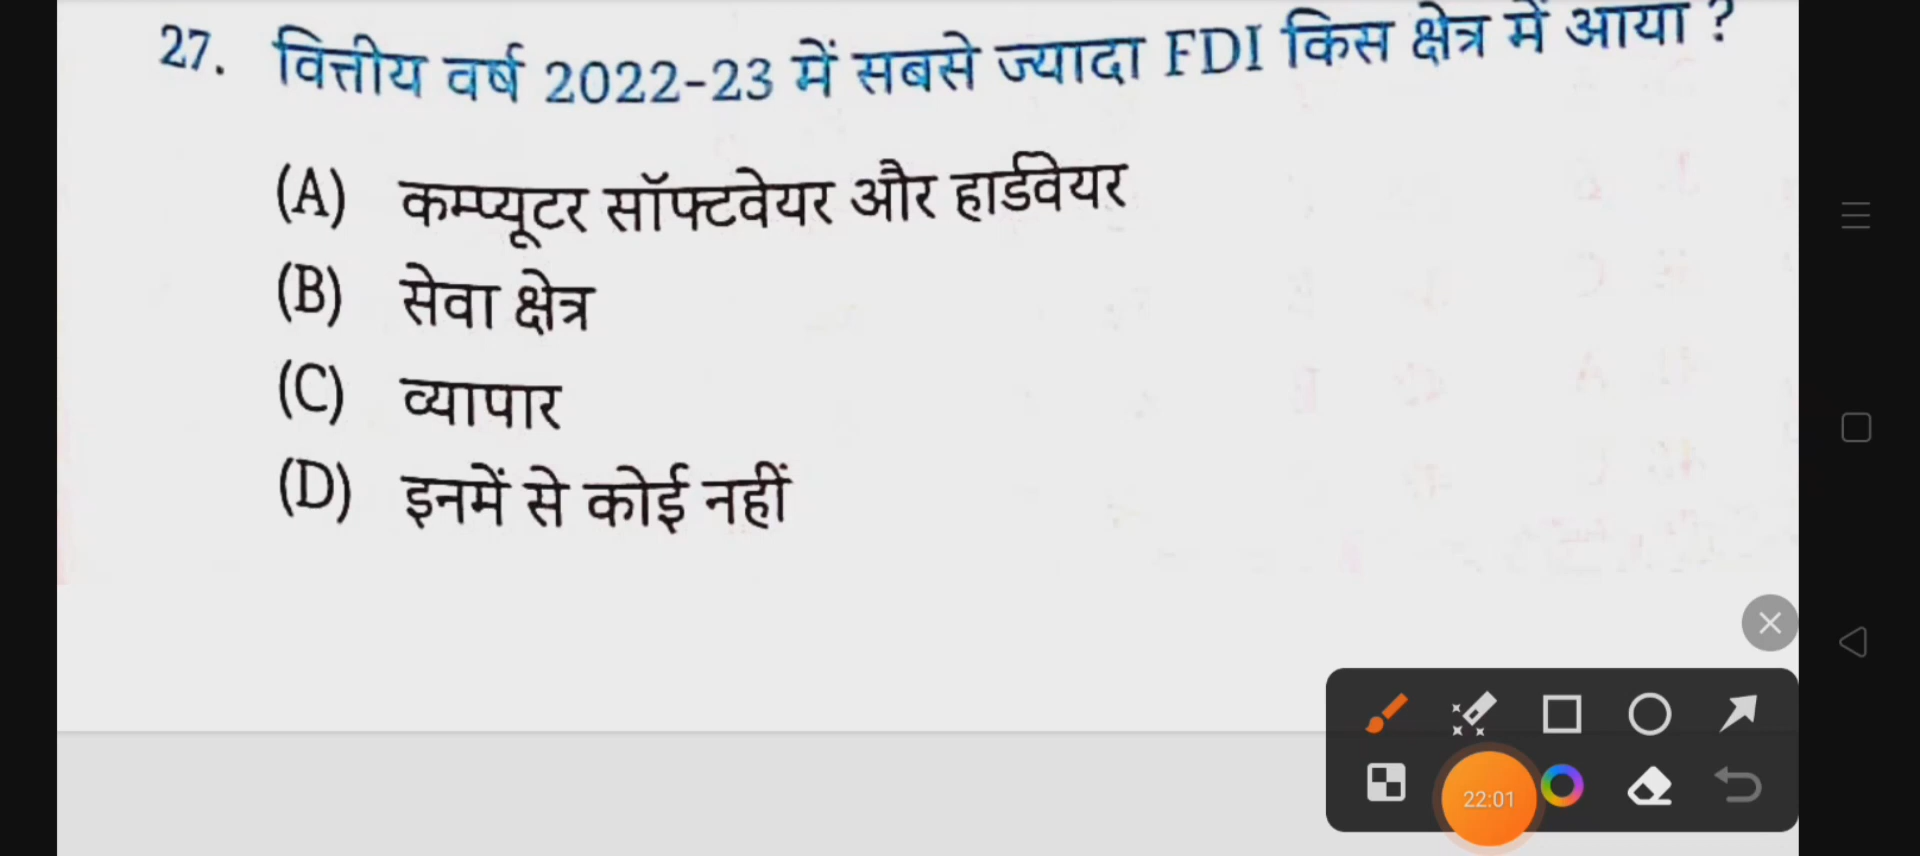 27. वित्तीय वर्ष 2022-23 में सबसे ज्यादा FDI किस क्षेत्र में आया ?
(A) कम्प्यूटर सॉफ्टवेयर और हार्डवेयर
(B) सेवा क्षेत्र
(C) व्यापार
(D) इनमें से कोई नहीं
22:01